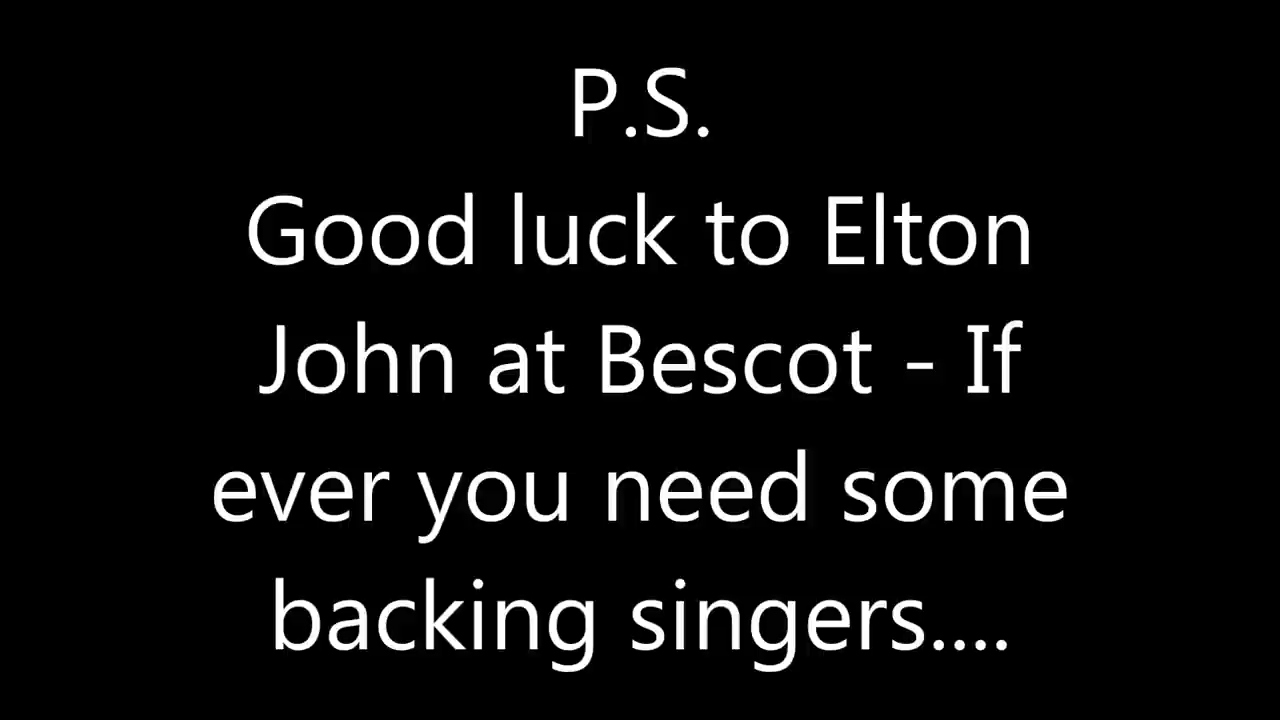 P.S.
Good luck to Elton
John at Bescot - If
ever you need some
backing singers....